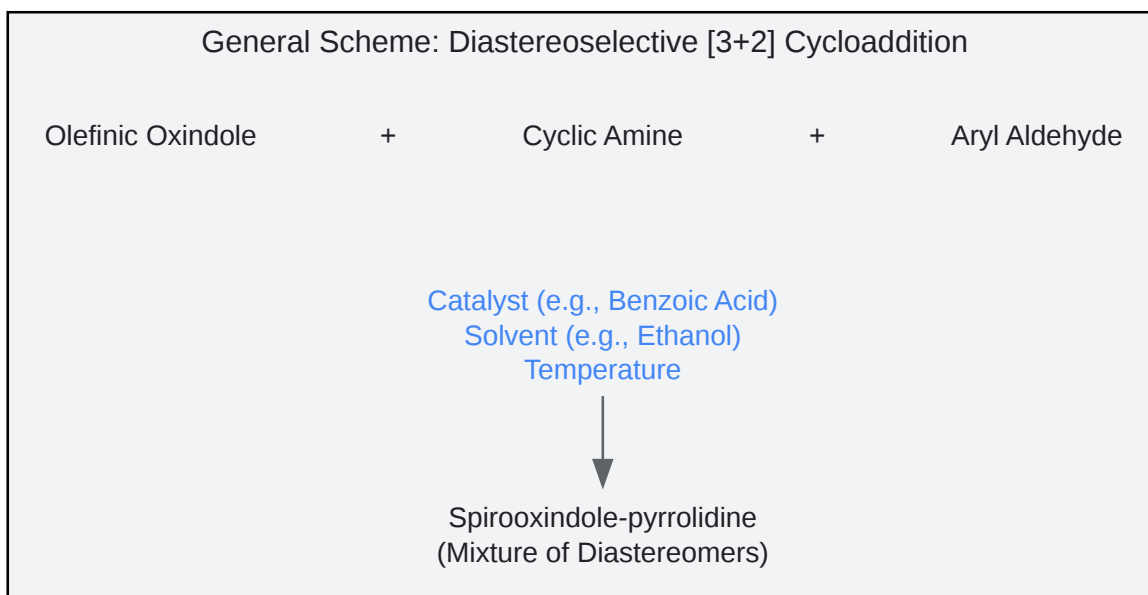 General Scheme: Diastereoselective [3+2] Cycloaddition
Olefinic Oxindole + Cyclic Amine + Aryl Aldehyde
Catalyst (e.g., Benzoic Acid)
Solvent (e.g., Ethanol)
Temperature
Spirooxindole-pyrrolidine
(Mixture of Diastereomers)